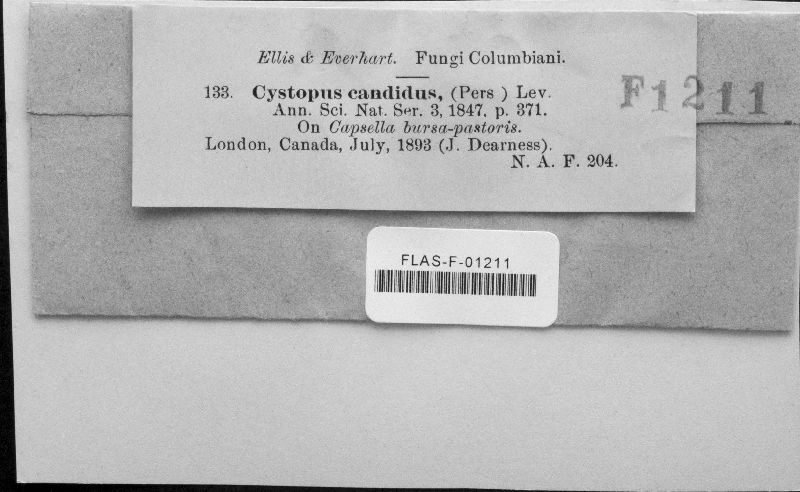 Ellis & Everhart. Fungi Columbiani.
133. Cystopus candidus, (Pers ) Lev.
Ann. Sci. Nat. Ser. 3, 1847, p. 371.
On Capsella bursa-pastoris.
London, Canada, July, 1893 (J. Dearness).
N. A. F. 204.
F1211
FLAS-F-01211